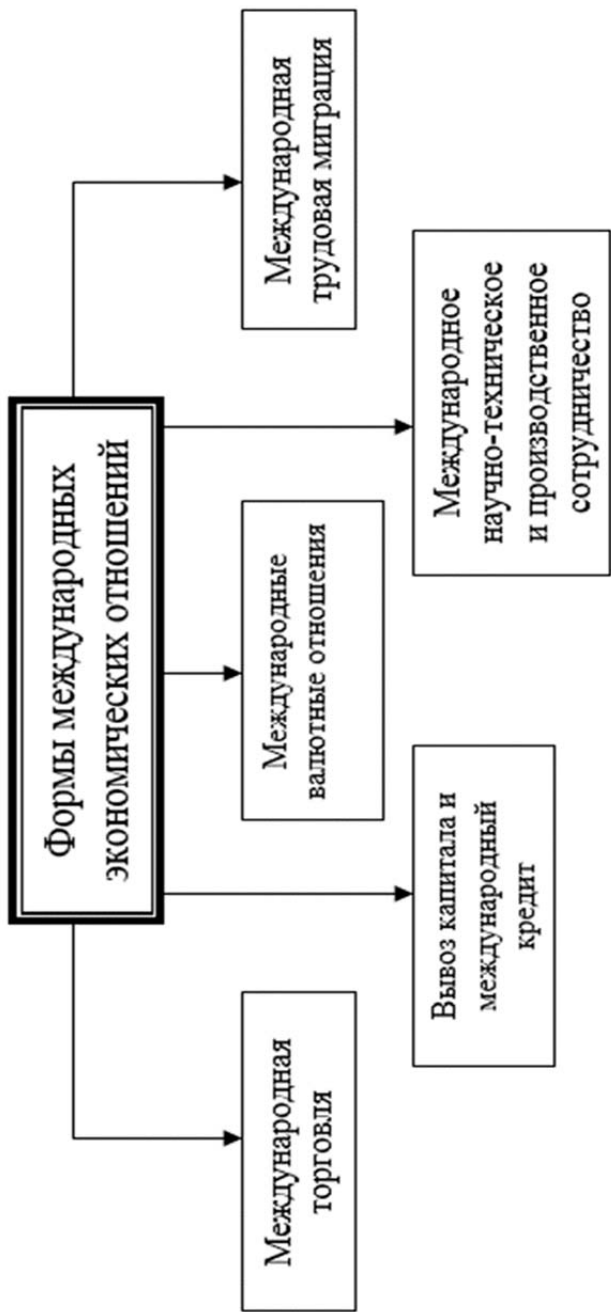 Формы международных
экономических отношений
Международная
торговля
Вывоз капитала и
международный
кредит
Международные
валютные отношения
Международное
научно-техническое
и производственное
сотрудничество
Международная
трудовая миграция